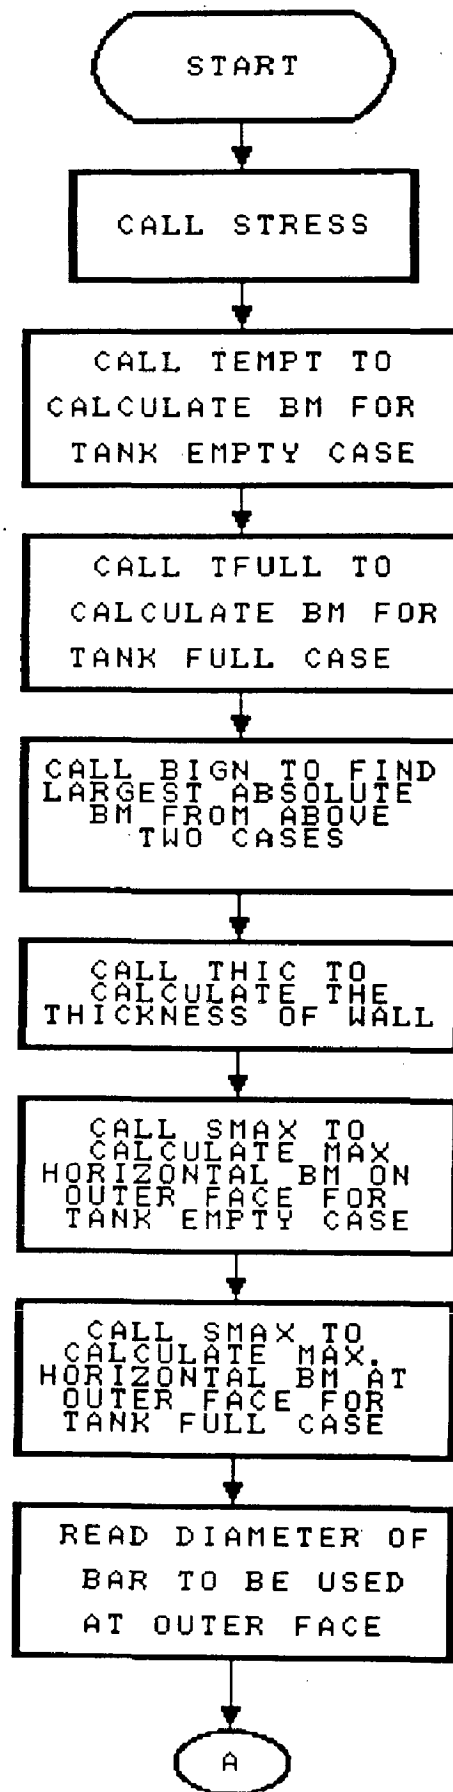 START
CALL STRESS
CALL TEMPT TO
CALCULATE BM FOR
TANK EMPTY CASE
CALL TFULL TO
CALCULATE BM FOR
TANK FULL CASE
CALL BIGN TO FIND
LARGEST ABSOLUTE
BM FROM ABOVE
TWO CASES
CALL THIC TO
CALCULATE THE
THICKNESS OF WALL
CALL SMAX TO
CALCULATE MAX
HORIZONTAL BM ON
OUTER FACE FOR
TANK EMPTY CASE
CALL SMAX TO
CALCULATE MAX.
HORIZONTAL BM AT
OUTER FACE FOR
TANK FULL CASE
READ DIAMETER OF
BAR TO BE USED
AT OUTER FACE
A